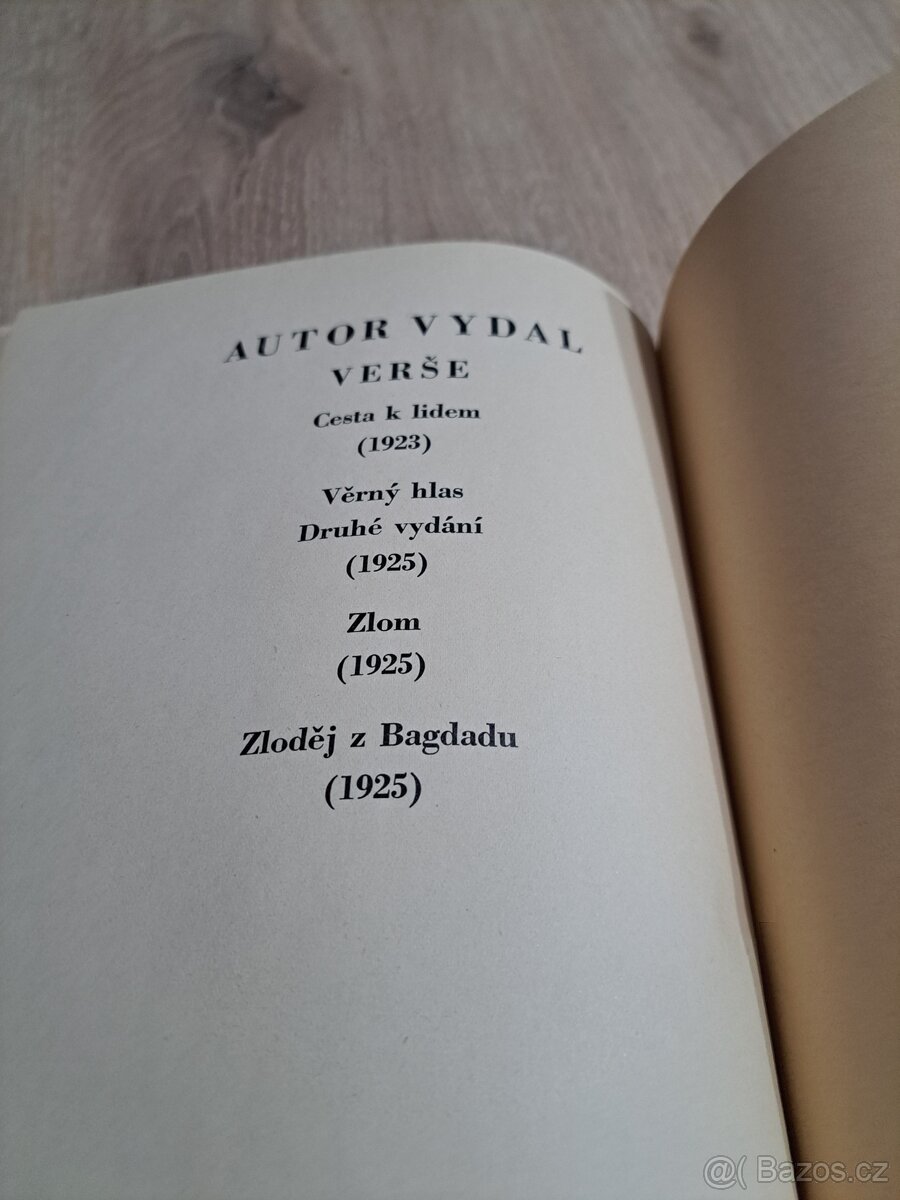 AUTOR VYDAL
VERŠE
Cesta k lidem
(1923)
Věrný hlas
Druhé vydání
(1925)
Zlom
(1925)
Zloděj z Bagdadu
(1925)
@( Bazos.cz